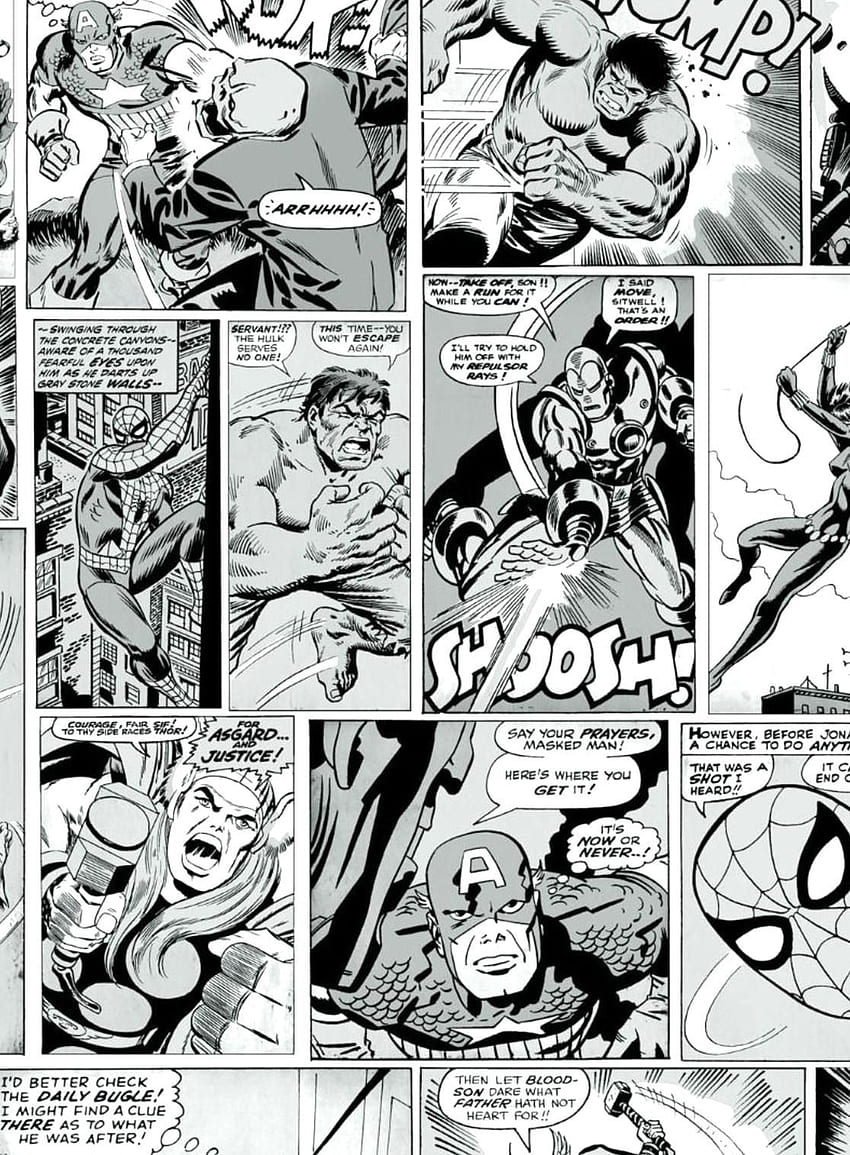 ARRHHHH!
NOW--TAKE OFF, SON!!
MAKE A RUN FOR IT
WHILE YOU CAN!
I SAID
MOVE,
SITWELL!
THAT'S AN
ORDER!!
I'LL TRY TO HOLD
HIM OFF WITH
MY REPULSOR
RAYS!
SHOOSH!
~SWINGING THROUGH
THE CONCRETE CANYONS--
AWARE OF A THOUSAND
FEARFUL EYES UPON
HIM AS HE DARTS UP
GRAY STONE WALLS--
SERVANT!??
THE HULK
SERVES
NO ONE!
THIS TIME--YOU
WON'T ESCAPE
AGAIN!
COURAGE, FAIR SIF!
TO THY SIDE RACES THOR!
FOR
ASGARD...
AND
JUSTICE!
SAY YOUR PRAYERS,
MASKED MAN!
HERE'S WHERE YOU
GET IT!
IT'S
NOW OR
NEVER--!
HOWEVER, BEFORE JONA
A CHANCE TO DO ANYT
THAT WAS A
SHOT I
HEARD!!
IT CA
END O
I'D BETTER CHECK
THE DAILY BUGLE!
I MIGHT FIND A CLUE
THERE AS TO WHAT
HE WAS AFTER!
THEN LET BLOOD-
SON DARE WHAT
FATHER HATH NOT
HEART FOR!!